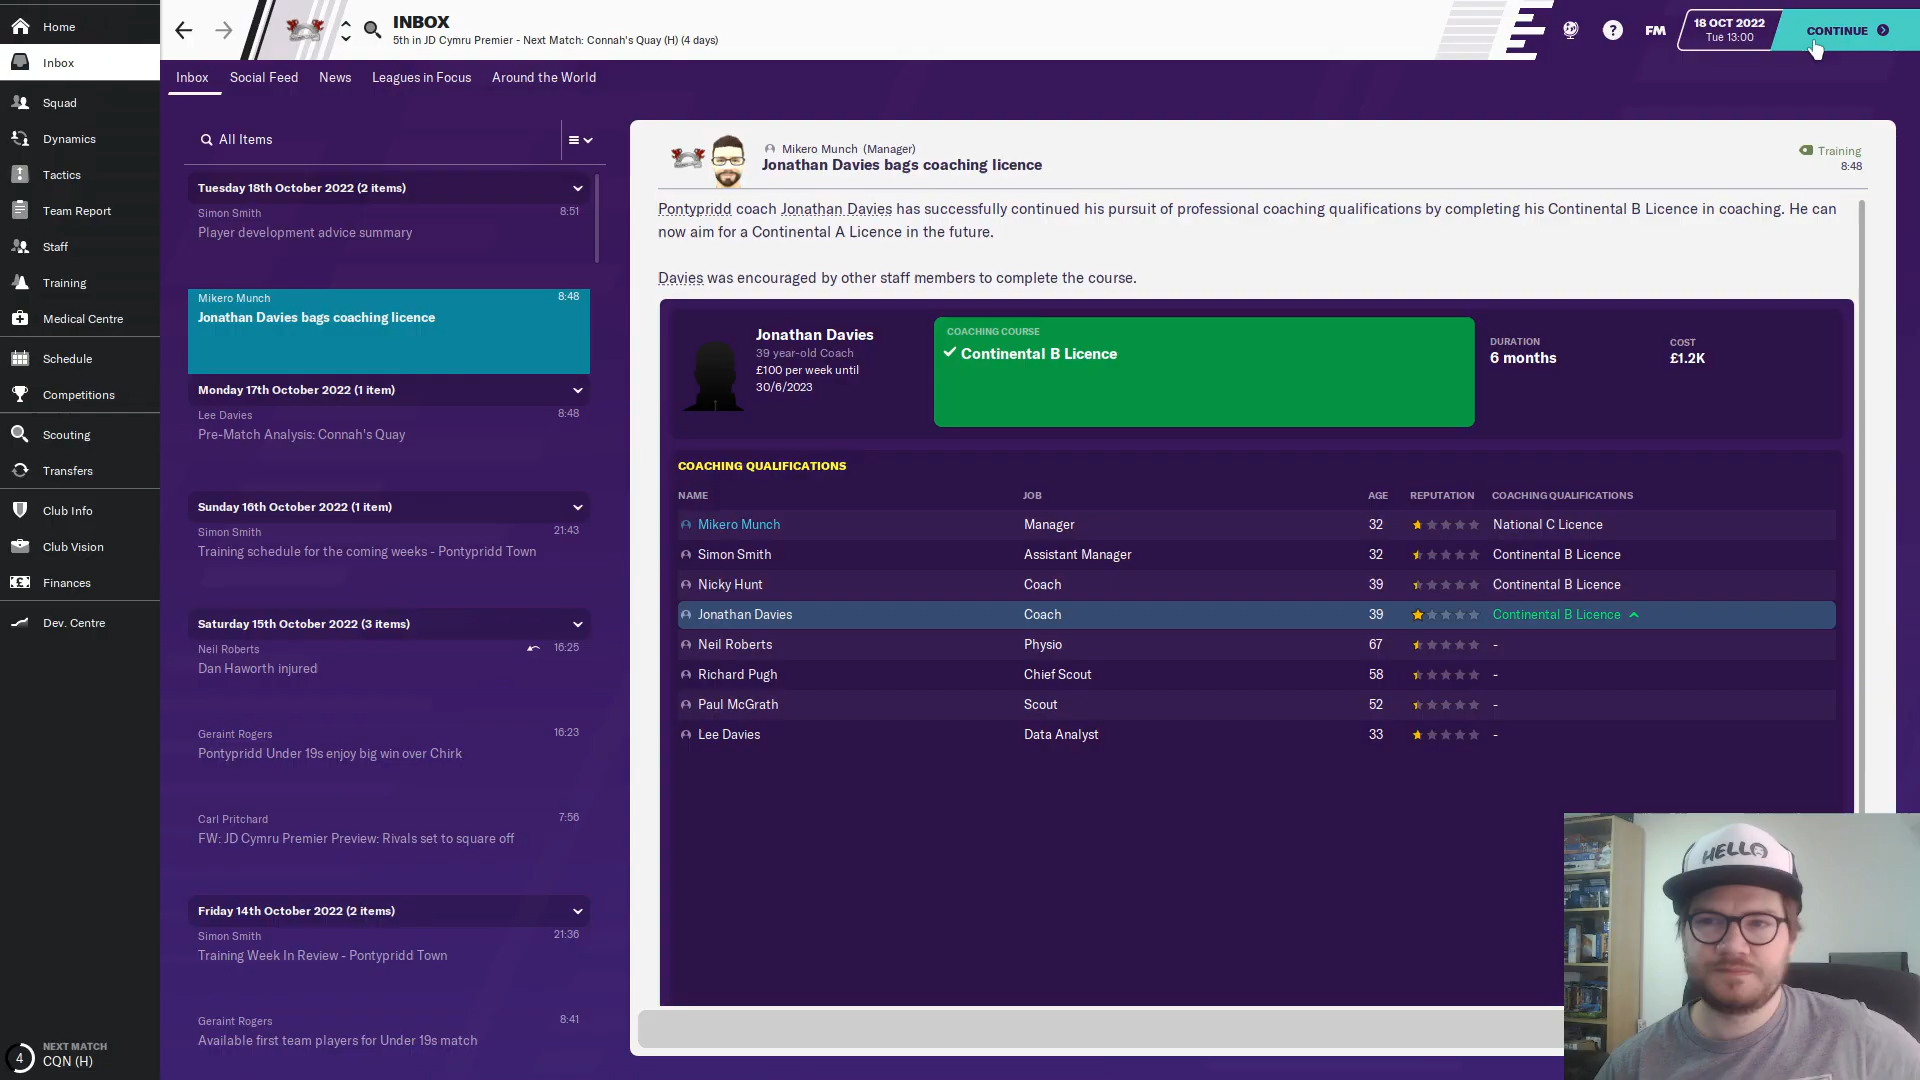 Home
Inbox
Squad
Dynamics
Tactics
Team Report
Staff
Training
Medical Centre
Schedule
Competitions
Scouting
Transfers
Club Info
Club Vision
Finances
Dev. Centre
4
NEXT MATCH
CQN (H)
INBOX
5th in JD Cymru Premier - Next Match: Connah's Quay (H) (4 days)
?
FM
18 OCT 2022
Tue 13:00
CONTINUE
Inbox
Social Feed
News
Leagues in Focus
Around the World
All Items
Tuesday 18th October 2022 (2 items)
Simon Smith 8:51
Player development advice summary
Mikero Munch 8:48
Jonathan Davies bags coaching licence
Monday 17th October 2022 (1 item)
Lee Davies 8:48
Pre-Match Analysis: Connah's Quay
Sunday 16th October 2022 (1 item)
Simon Smith 21:43
Training schedule for the coming weeks - Pontypridd Town
Saturday 15th October 2022 (3 items)
Neil Roberts 16:25
Dan Haworth injured
Geraint Rogers 16:23
Pontypridd Under 19s enjoy big win over Chirk
Carl Pritchard 7:56
FW: JD Cymru Premier Preview: Rivals set to square off
Friday 14th October 2022 (2 items)
Simon Smith 21:36
Training Week In Review - Pontypridd Town
Geraint Rogers 8:41
Available first team players for Under 19s match
Mikero Munch (Manager)
Jonathan Davies bags coaching licence
Training
8:48
Pontypridd coach Jonathan Davies has successfully continued his pursuit of professional coaching qualifications by completing his Continental B Licence in coaching. He can
now aim for a Continental A Licence in the future.
Davies was encouraged by other staff members to complete the course.
Jonathan Davies
39 year-old Coach
£100 per week until
30/6/2023
COACHING COURSE
Continental B Licence
DURATION
6 months
COST
£1.2K
COACHING QUALIFICATIONS
NAME JOB AGE REPUTATION COACHING QUALIFICATIONS
Mikero Munch Manager 32 National C Licence
Simon Smith Assistant Manager 32 Continental B Licence
Nicky Hunt Coach 39 Continental B Licence
Jonathan Davies Coach 39 Continental B Licence
Neil Roberts Physio 67 -
Richard Pugh Chief Scout 58 -
Paul McGrath Scout 52 -
Lee Davies Data Analyst 33 -
HELLO